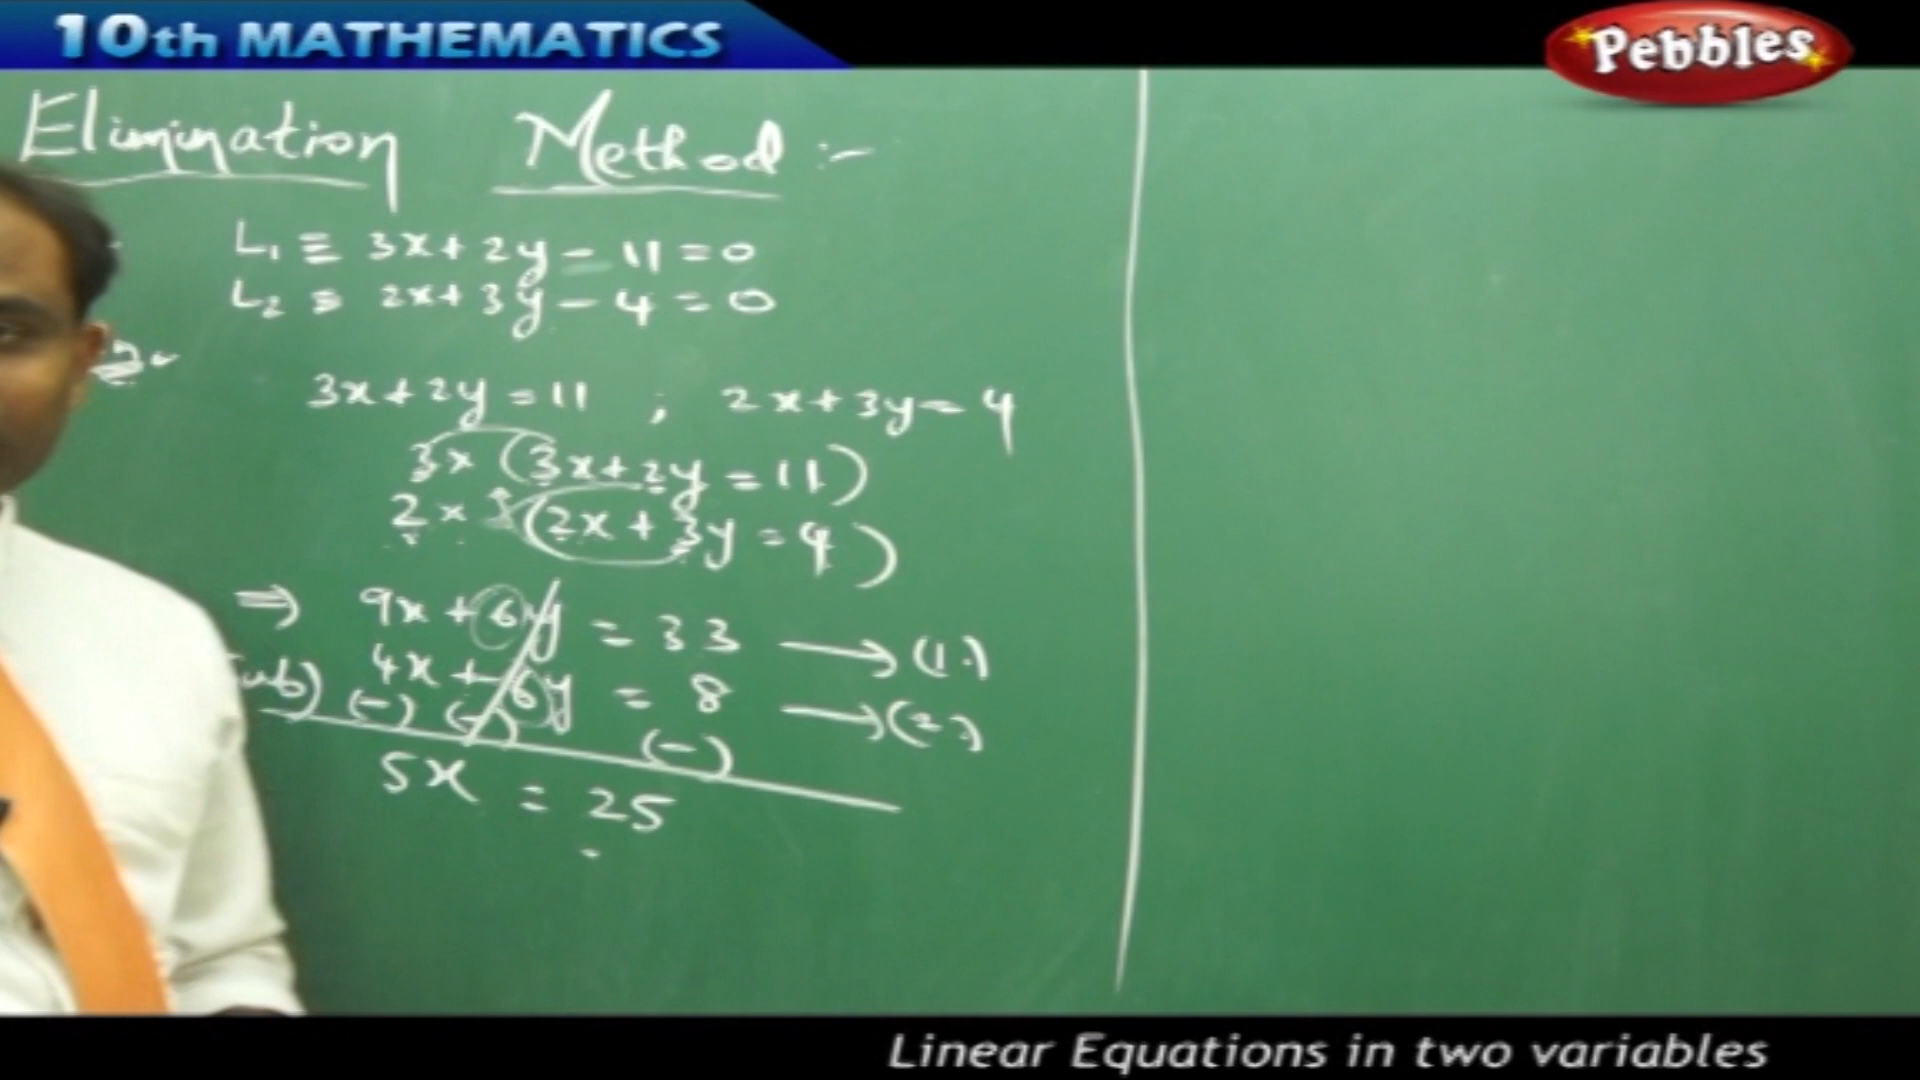 10th MATHEMATICS
Pebbles
Elimination Method :-
L₁ ≡ 3x + 2y - 11 = 0
L₂ ≡ 2x + 3y - 4 = 0
3x + 2y = 11 ; 2x + 3y = 4
3 × (3x + 2y = 11)
2 × (2x + 3y = 4)
⇒ 9x + 6y = 33 → (1)
4x + 6y = 8 → (2)
(-) (-) (-)
5x = 25
Linear Equations in two variables